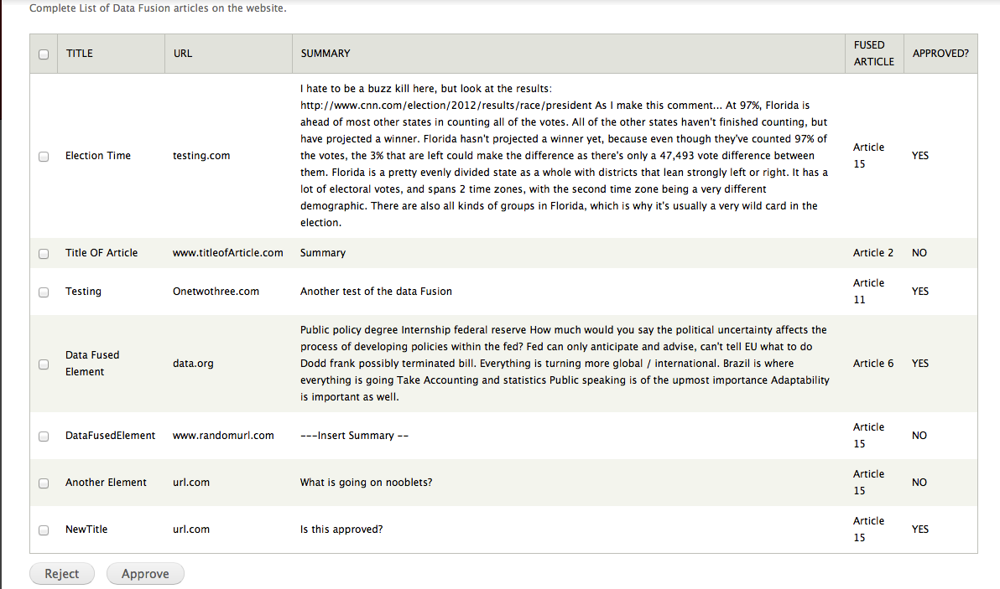 Complete List of Data Fusion articles on the website.
TITLE URL SUMMARY FUSED ARTICLE APPROVED?
I hate to be a buzz kill here, but look at the results:
http://www.cnn.com/election/2012/results/race/president As I make this comment... At 97%, Florida is
ahead of most other states in counting all of the votes. All of the other states haven't finished counting, but
have projected a winner. Florida hasn't projected a winner yet, because even though they've counted 97% of
Election Time testing.com the votes, the 3% that are left could make the difference as there's only a 47,493 vote difference between Article 15 YES
them. Florida is a pretty evenly divided state as a whole with districts that lean strongly left or right. It has a
lot of electoral votes, and spans 2 time zones, with the second time zone being a very different
demographic. There are also all kinds of groups in Florida, which is why it's usually a very wild card in the
election.
Title OF Article www.titleofArticle.com Summary Article 2 NO
Testing Onetwothree.com Another test of the data Fusion Article 11 YES
Public policy degree Internship federal reserve How much would you say the political uncertainty affects the
process of developing policies within the fed? Fed can only anticipate and advise, can't tell EU what to do
Data Fused Element data.org Dodd frank possibly terminated bill. Everything is turning more global / international. Brazil is where Article 6 YES
everything is going Take Accounting and statistics Public speaking is of the upmost importance Adaptability
is important as well.
DataFusedElement www.randomurl.com ---Insert Summary -- Article 15 NO
Another Element url.com What is going on nooblets? Article 15 NO
NewTitle url.com Is this approved? Article 15 YES
Reject Approve